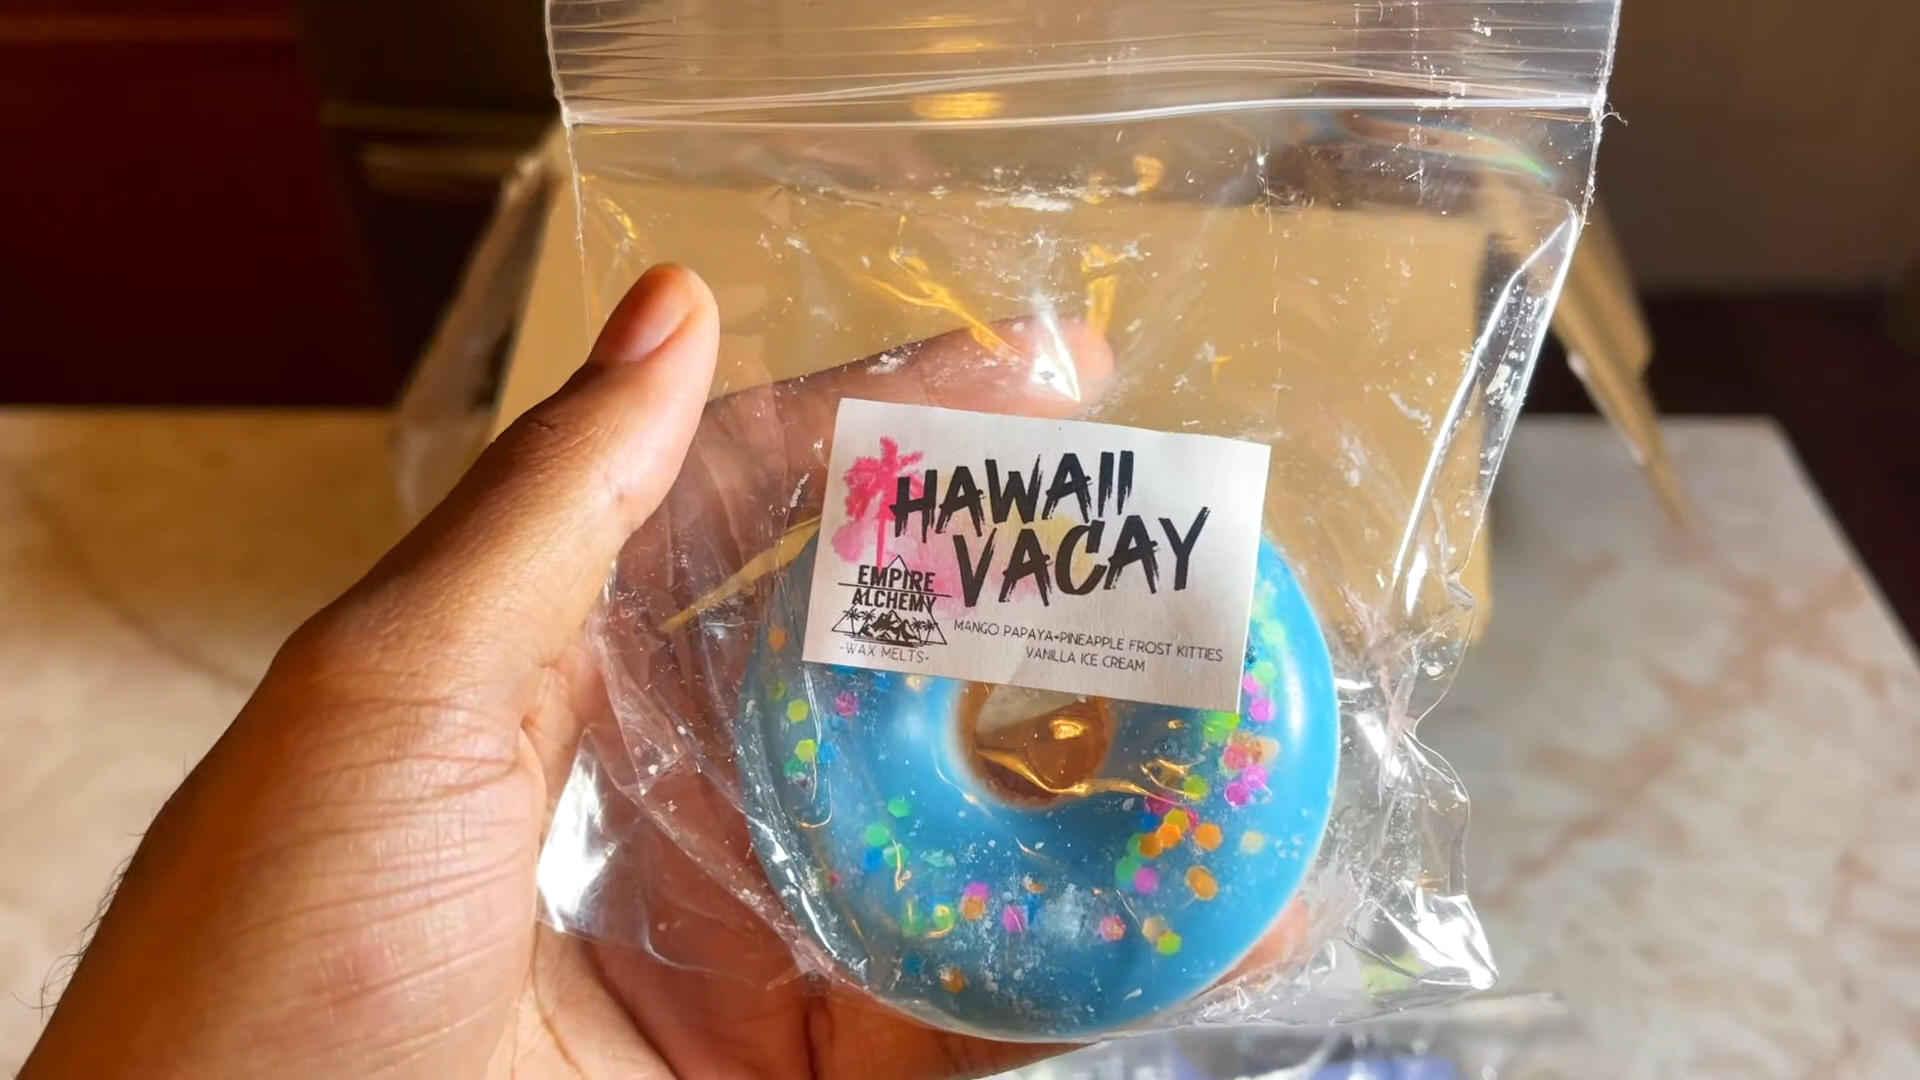 HAWAII
VACAY
EMPIRE
ALCHEMY
-WAX MELTS-
MANGO PAPAYA+PINEAPPLE FROST KITTIES
VANILLA ICE CREAM